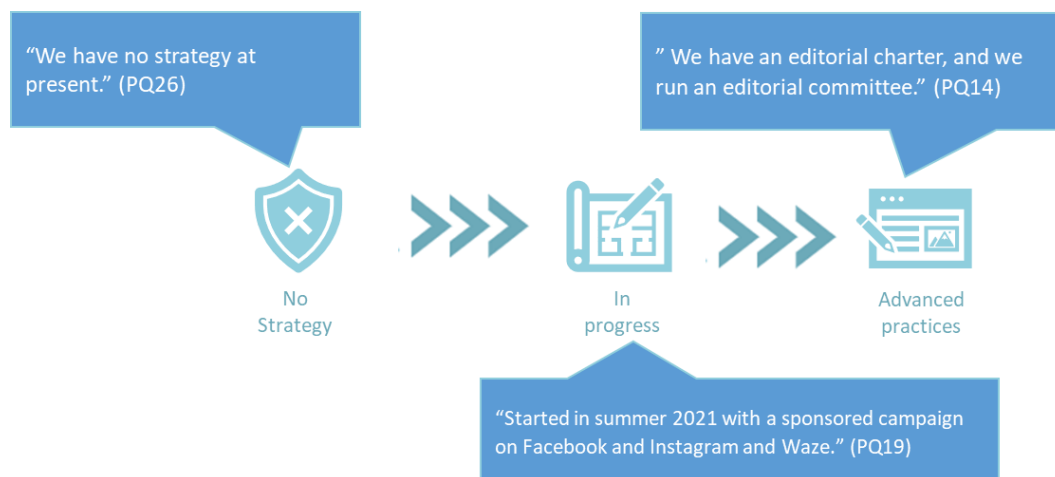 “We have no strategy at
present.” (PQ26)
” We have an editorial charter, and we
run an editorial committee.” (PQ14)
No
Strategy
In
progress
Advanced
practices
“Started in summer 2021 with a sponsored campaign
on Facebook and Instagram and Waze.” (PQ19)